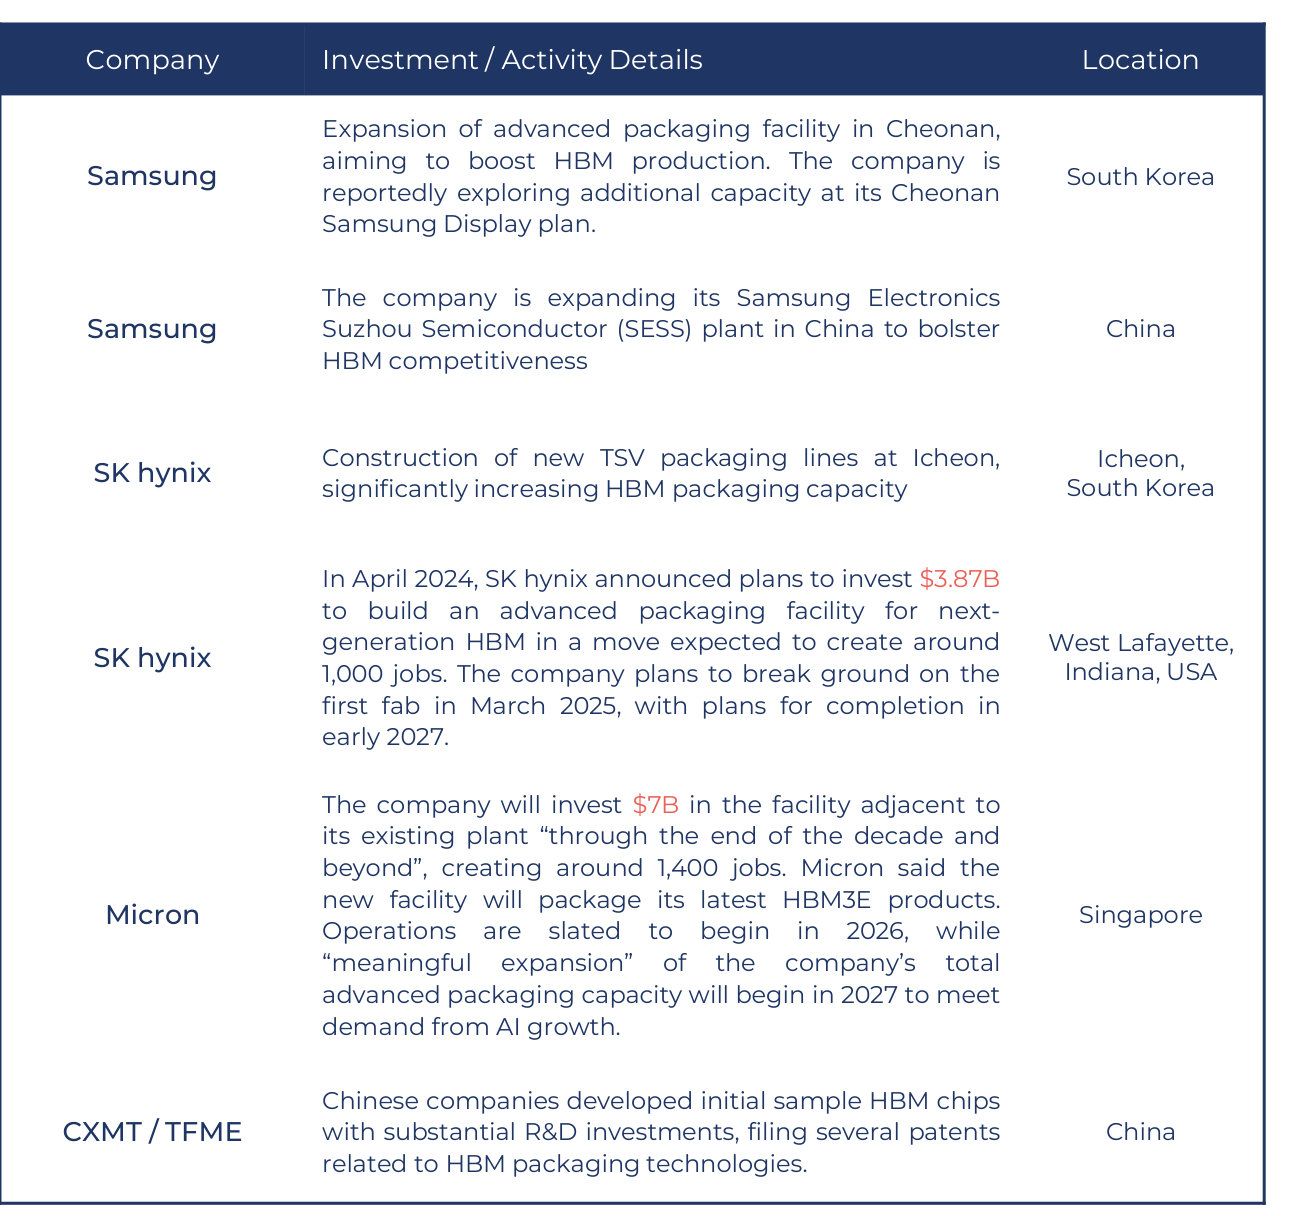 Company
Investment / Activity Details
Location
Samsung
Expansion of advanced packaging facility in Cheonan,
aiming to boost HBM production. The company is
reportedly exploring additional capacity at its Cheonan
Samsung Display plan.
South Korea
Samsung
The company is expanding its Samsung Electronics
Suzhou Semiconductor (SESS) plant in China to bolster
HBM competitiveness
China
SK hynix
Construction of new TSV packaging lines at Icheon,
significantly increasing HBM packaging capacity
Icheon,
South Korea
SK hynix
In April 2024, SK hynix announced plans to invest $3.87B
to build an advanced packaging facility for next-
generation HBM in a move expected to create around
1,000 jobs. The company plans to break ground on the
first fab in March 2025, with plans for completion in
early 2027.
West Lafayette,
Indiana, USA
Micron
The company will invest $7B in the facility adjacent to
its existing plant “through the end of the decade and
beyond”, creating around 1,400 jobs. Micron said the
new facility will package its latest HBM3E products.
Operations are slated to begin in 2026, while
“meaningful expansion” of the company’s total
advanced packaging capacity will begin in 2027 to meet
demand from AI growth.
Singapore
CXMT / TFME
Chinese companies developed initial sample HBM chips
with substantial R&D investments, filing several patents
related to HBM packaging technologies.
China